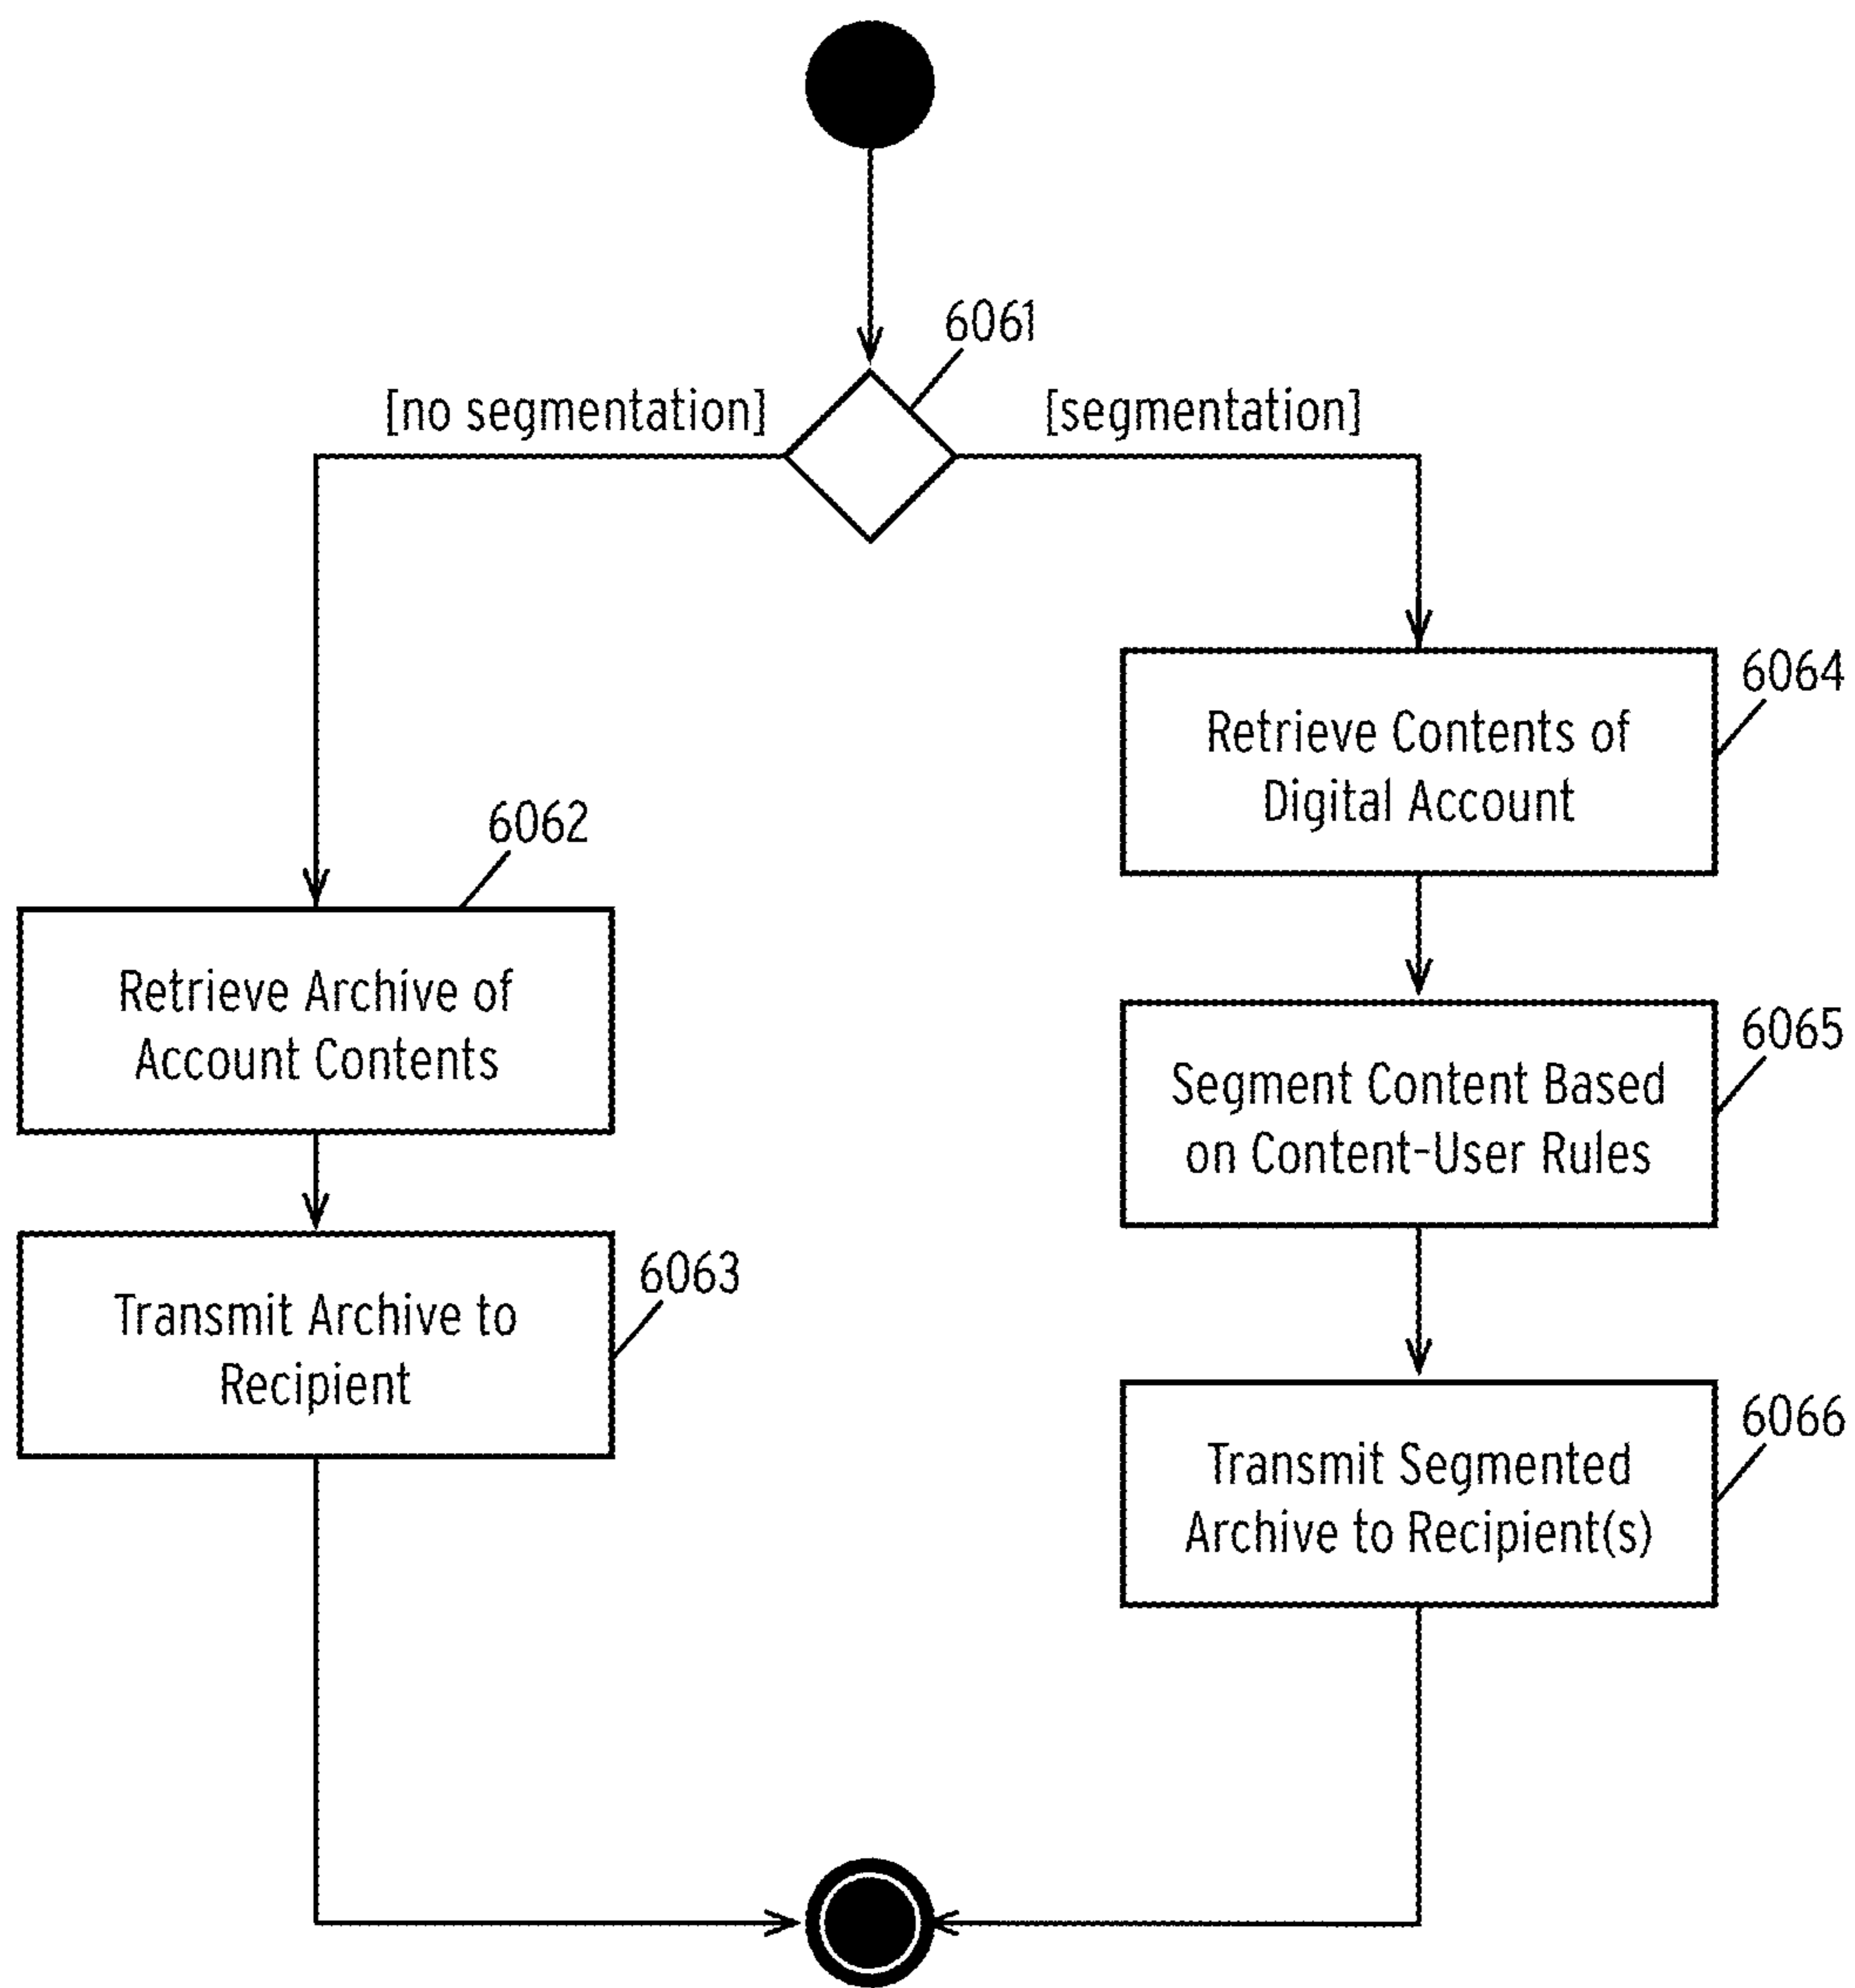 6061
[no segmentation]
[segmentation]
6064
Retrieve Contents of
Digital Account
6062
Retrieve Archive of
Account Contents
6065
Segment Content Based
on Content-User Rules
6063
Transmit Archive to
Recipient
6066
Transmit Segmented
Archive to Recipient(s)